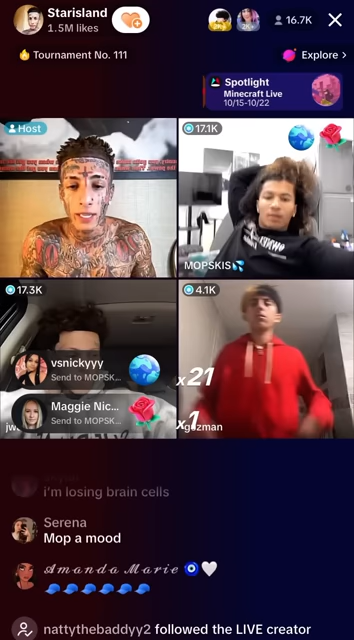 Starisland
1.5M likes
16.7K
Tournament No. 111
Explore >
Spotlight
Minecraft Live
10/15-10/22
Host
17.1K
MOPSKIS💦
17.3K
4.1K
vsnickyyy
Send to MOPSK...
x21
Maggie Nic...
Send to MOPSK...
x1
jw
guzman
i'm losing brain cells
Serena
Mop a mood
𝒜𝓂𝒶𝓃𝒹𝒶 𝑀𝒶𝓇𝒾𝑒 🧿🤍
🧢🧢🧢🧢🧢🧢
nattythebaddyy2 followed the LIVE creator